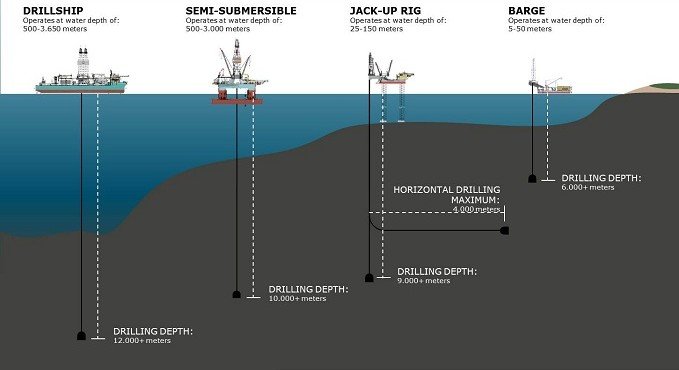 DRILLSHIP
Operates at water depth of:
500-3.650 meters
SEMI-SUBMERSIBLE
Operates at water depth of:
500-3.000 meters
JACK-UP RIG
Operates at water depth of:
25-150 meters
BARGE
Operates at water depth of:
5-50 meters
DRILLING DEPTH:
6.000+ meters
HORIZONTAL DRILLING
MAXIMUM:
4.000 meters
DRILLING DEPTH:
9.000+ meters
DRILLING DEPTH:
10.000+ meters
DRILLING DEPTH:
12.000+ meters